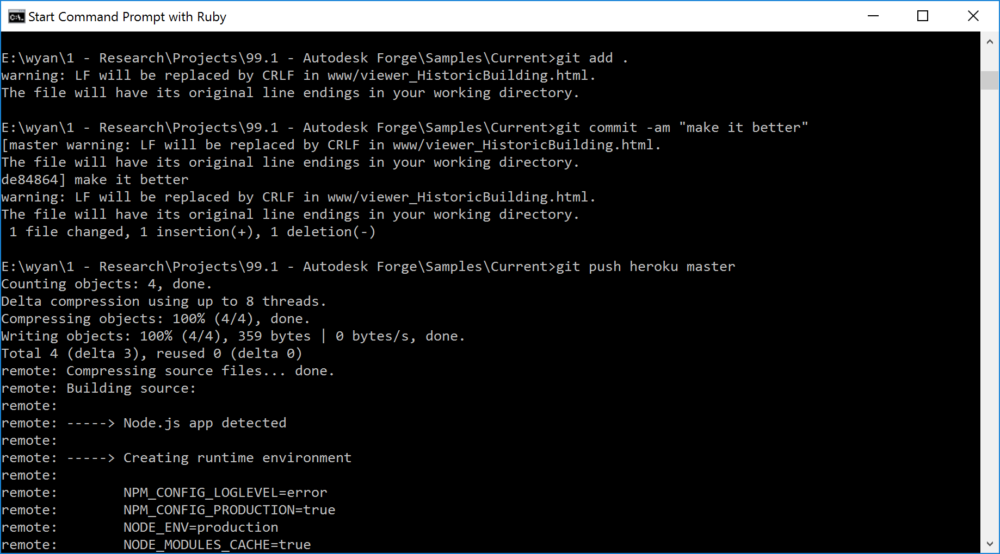 Start Command Prompt with Ruby
E:\wyan\1 - Research\Projects\99.1 - Autodesk Forge\Samples\Current>git add .
warning: LF will be replaced by CRLF in www/viewer_HistoricBuilding.html.
The file will have its original line endings in your working directory.
E:\wyan\1 - Research\Projects\99.1 - Autodesk Forge\Samples\Current>git commit -am "make it better"
[master warning: LF will be replaced by CRLF in www/viewer_HistoricBuilding.html.
The file will have its original line endings in your working directory.
de84864] make it better
warning: LF will be replaced by CRLF in www/viewer_HistoricBuilding.html.
The file will have its original line endings in your working directory.
 1 file changed, 1 insertion(+), 1 deletion(-)
E:\wyan\1 - Research\Projects\99.1 - Autodesk Forge\Samples\Current>git push heroku master
Counting objects: 4, done.
Delta compression using up to 8 threads.
Compressing objects: 100% (4/4), done.
Writing objects: 100% (4/4), 359 bytes | 0 bytes/s, done.
Total 4 (delta 3), reused 0 (delta 0)
remote: Compressing source files... done.
remote: Building source:
remote:
remote: -----> Node.js app detected
remote:
remote: -----> Creating runtime environment
remote:
remote:        NPM_CONFIG_LOGLEVEL=error
remote:        NPM_CONFIG_PRODUCTION=true
remote:        NODE_ENV=production
remote:        NODE_MODULES_CACHE=true